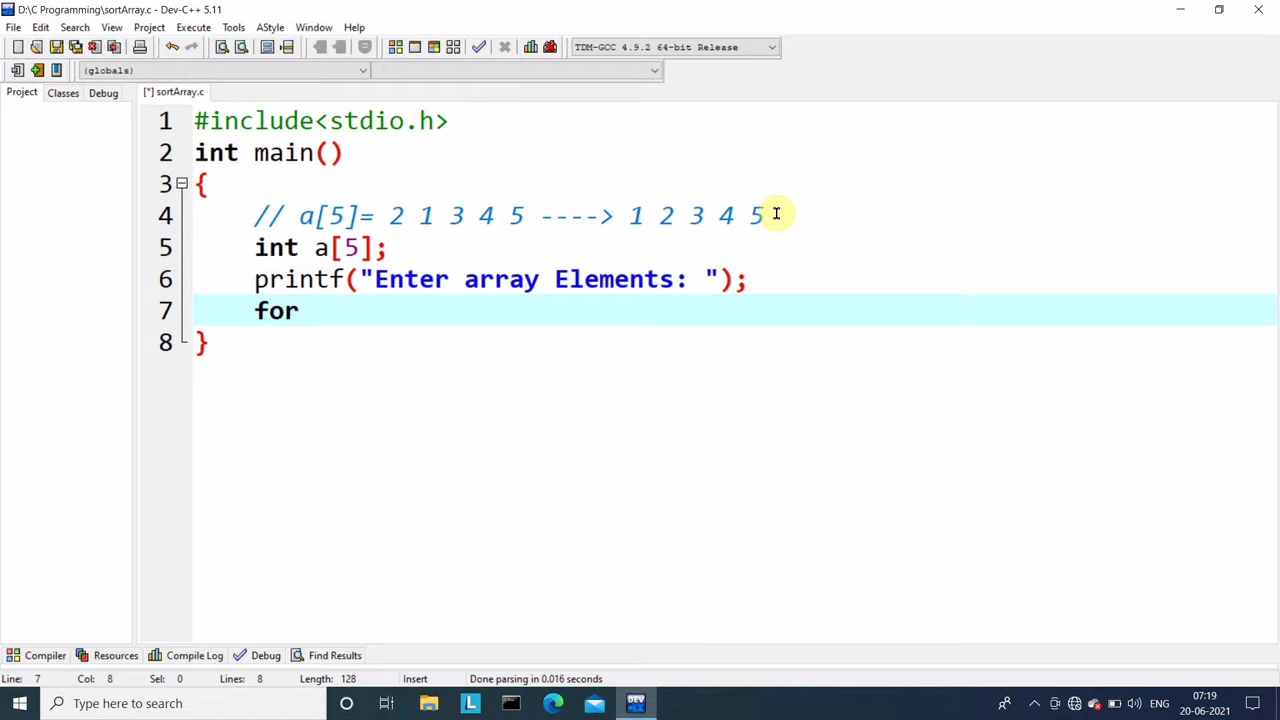 D:\C Programming\sortArray.c - Dev-C++ 5.11
File Edit Search View Project Execute Tools AStyle Window Help
TDM-GCC 4.9.2 64-bit Release
(globals)
Project Classes Debug [*] sortArray.c
1 #include<stdio.h>
2 int main()
3 {
4 // a[5]= 2 1 3 4 5 ----> 1 2 3 4 5
5 int a[5];
6 printf("Enter array Elements: ");
7 for
8 }
Compiler Resources Compile Log Debug Find Results
Line: 7 Col: 8 Sel: 0 Lines: 8 Length: 128 Insert Done parsing in 0.016 seconds
Type here to search L DEV ENG 07:19
20-06-2021